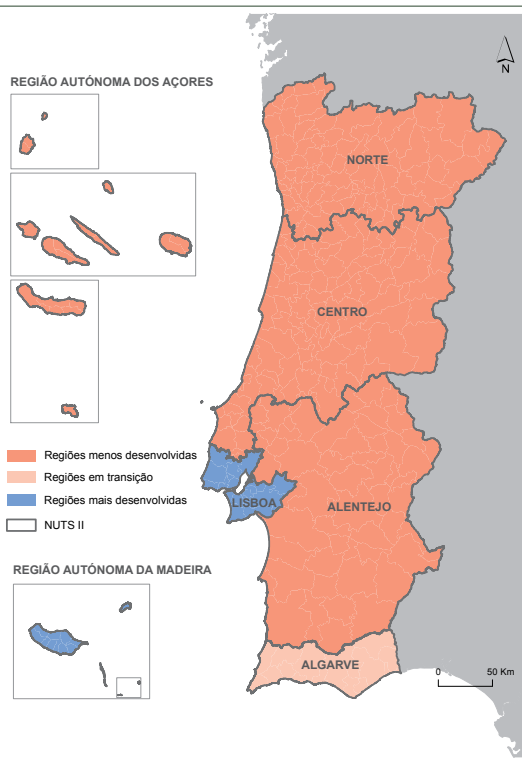 REGIÃO AUTÓNOMA DOS AÇORES
N
NORTE
CENTRO
Regiões menos desenvolvidas
Regiões em transição
Regiões mais desenvolvidas
NUTS II
LISBOA
ALENTEJO
REGIÃO AUTÓNOMA DA MADEIRA
ALGARVE
0 50 Km